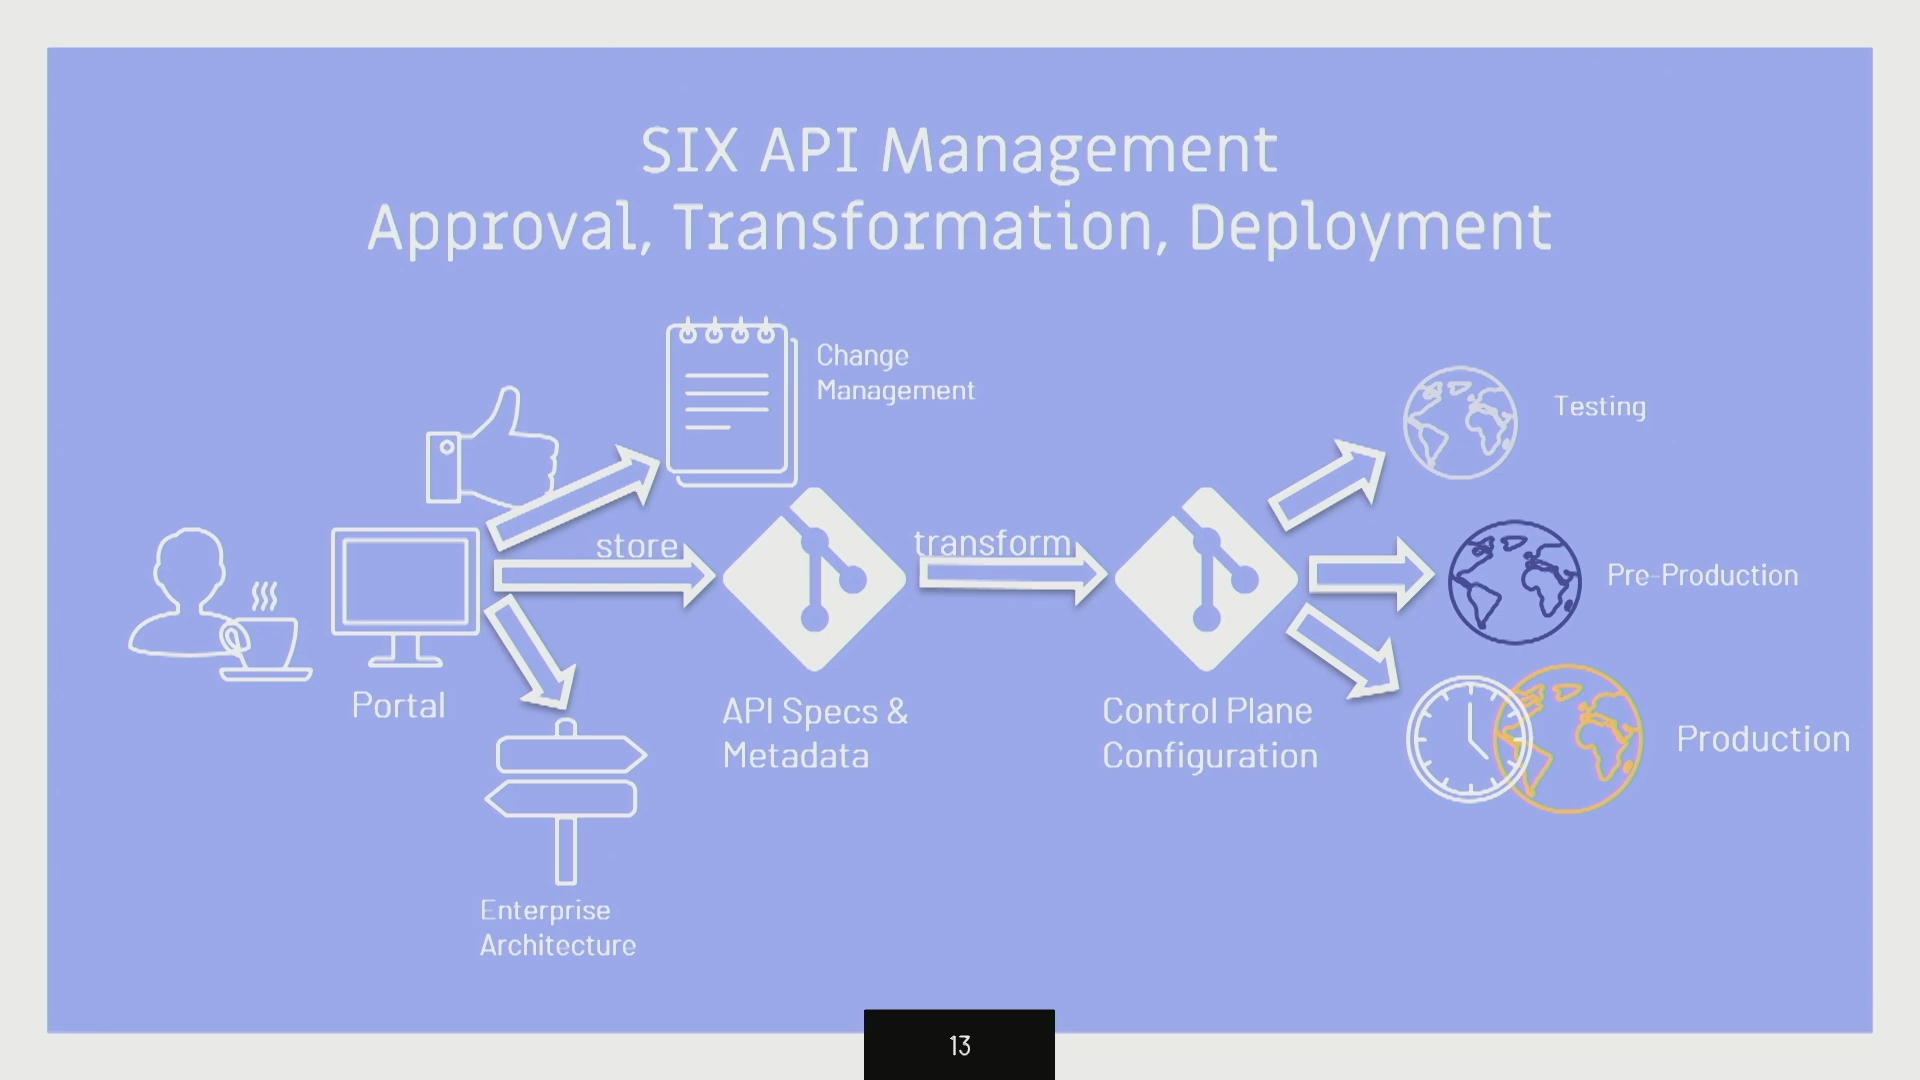 SIX API Management
Approval, Transformation, Deployment
Change
Management
Testing
store
transform
Pre-Production
Portal
API Specs &
Metadata
Control Plane
Configuration
Production
Enterprise
Architecture
13